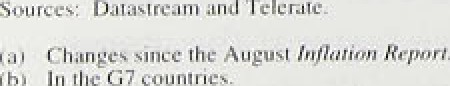 Sources: Datastream and Telerate.
(a) Changes since the August Inflation Report.
(b) In the G7 countries.